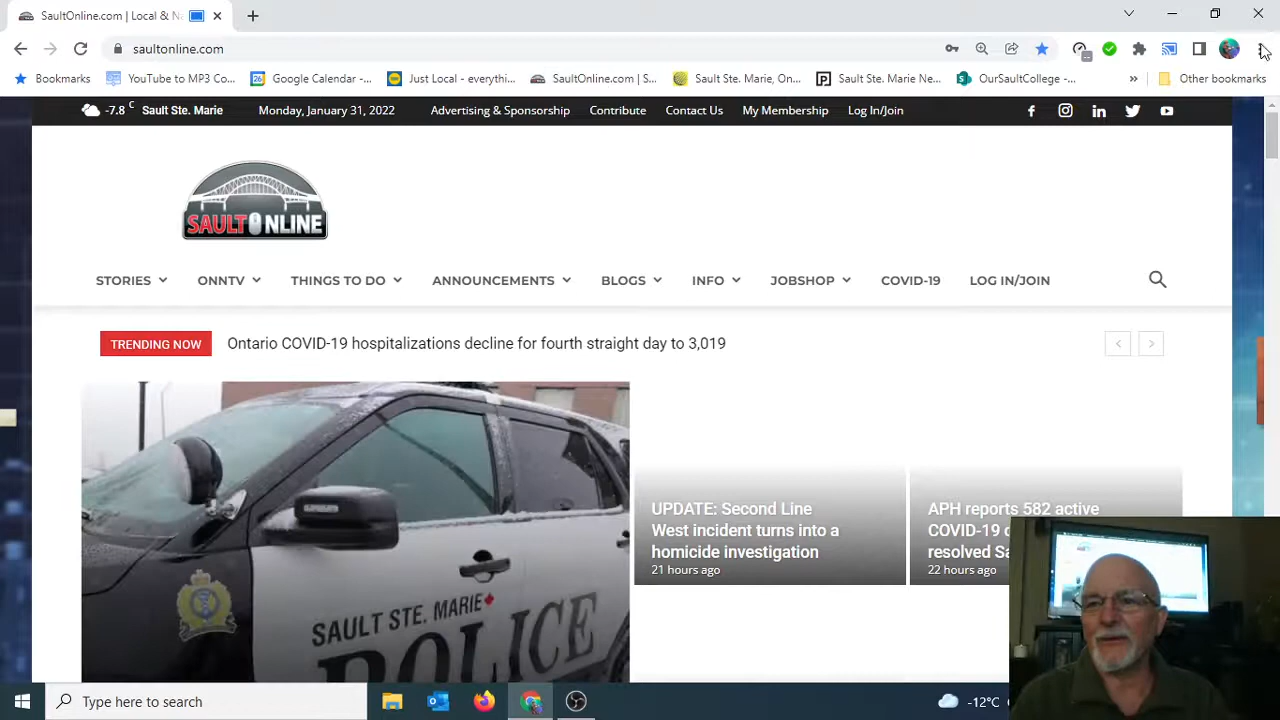 SaultOnline.com | Local & N
saultonline.com
Bookmarks YouTube to MP3 Co... Google Calendar -... Just Local - everythi... SaultOnline.com | S... Sault Ste. Marie, On... Sault Ste. Marie Ne... OurSaultCollege -... » Other bookmarks
-7.8 C Sault Ste. Marie Monday, January 31, 2022 Advertising & Sponsorship Contribute Contact Us My Membership Log In/Join
SAULTONLINE
STORIES ONNTV THINGS TO DO ANNOUNCEMENTS BLOGS INFO JOBSHOP COVID-19 LOG IN/JOIN
TRENDING NOW Ontario COVID-19 hospitalizations decline for fourth straight day to 3,019
UPDATE: Second Line
West incident turns into a
homicide investigation
21 hours ago
APH reports 582 active
COVID-19
resolved
22 hours ago
SAULT STE. MARIE
POLICE
Type here to search
-12°C